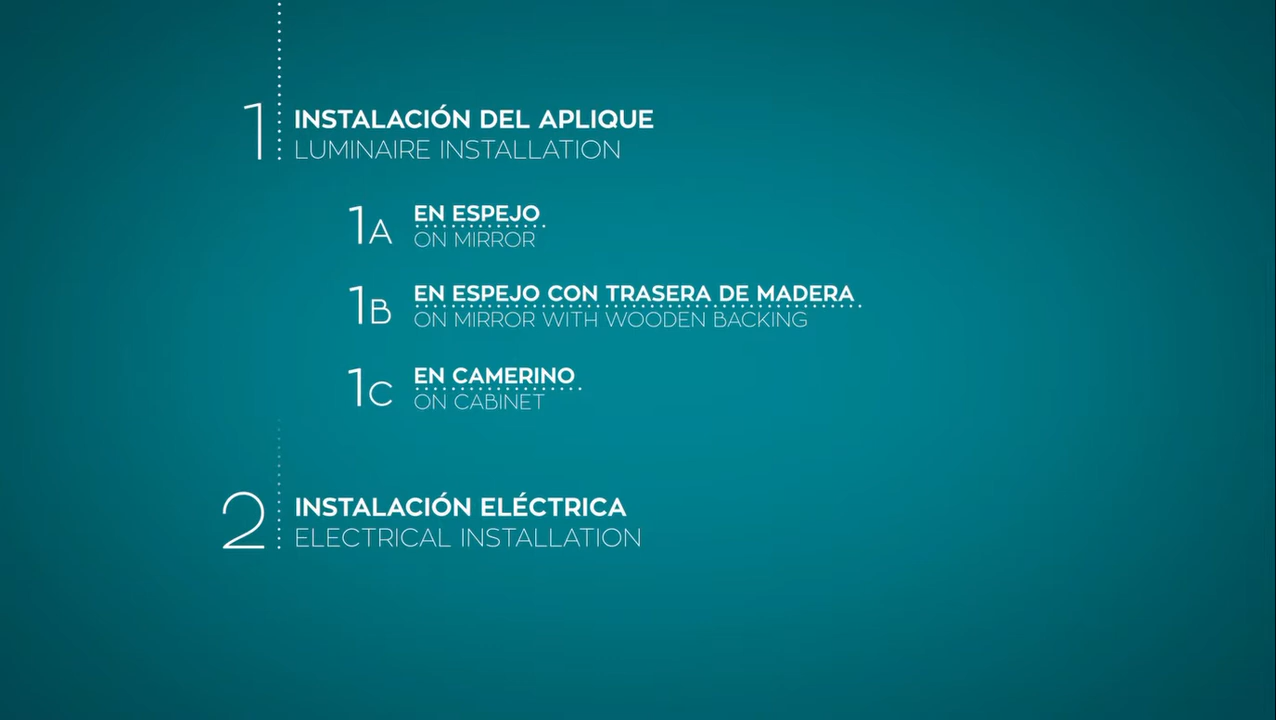 1 INSTALACIÓN DEL APLIQUE
LUMINAIRE INSTALLATION
1A EN ESPEJO
ON MIRROR
1B EN ESPEJO CON TRASERA DE MADERA
ON MIRROR WITH WOODEN BACKING
1C EN CAMERINO
ON CABINET
2 INSTALACIÓN ELÉCTRICA
ELECTRICAL INSTALLATION